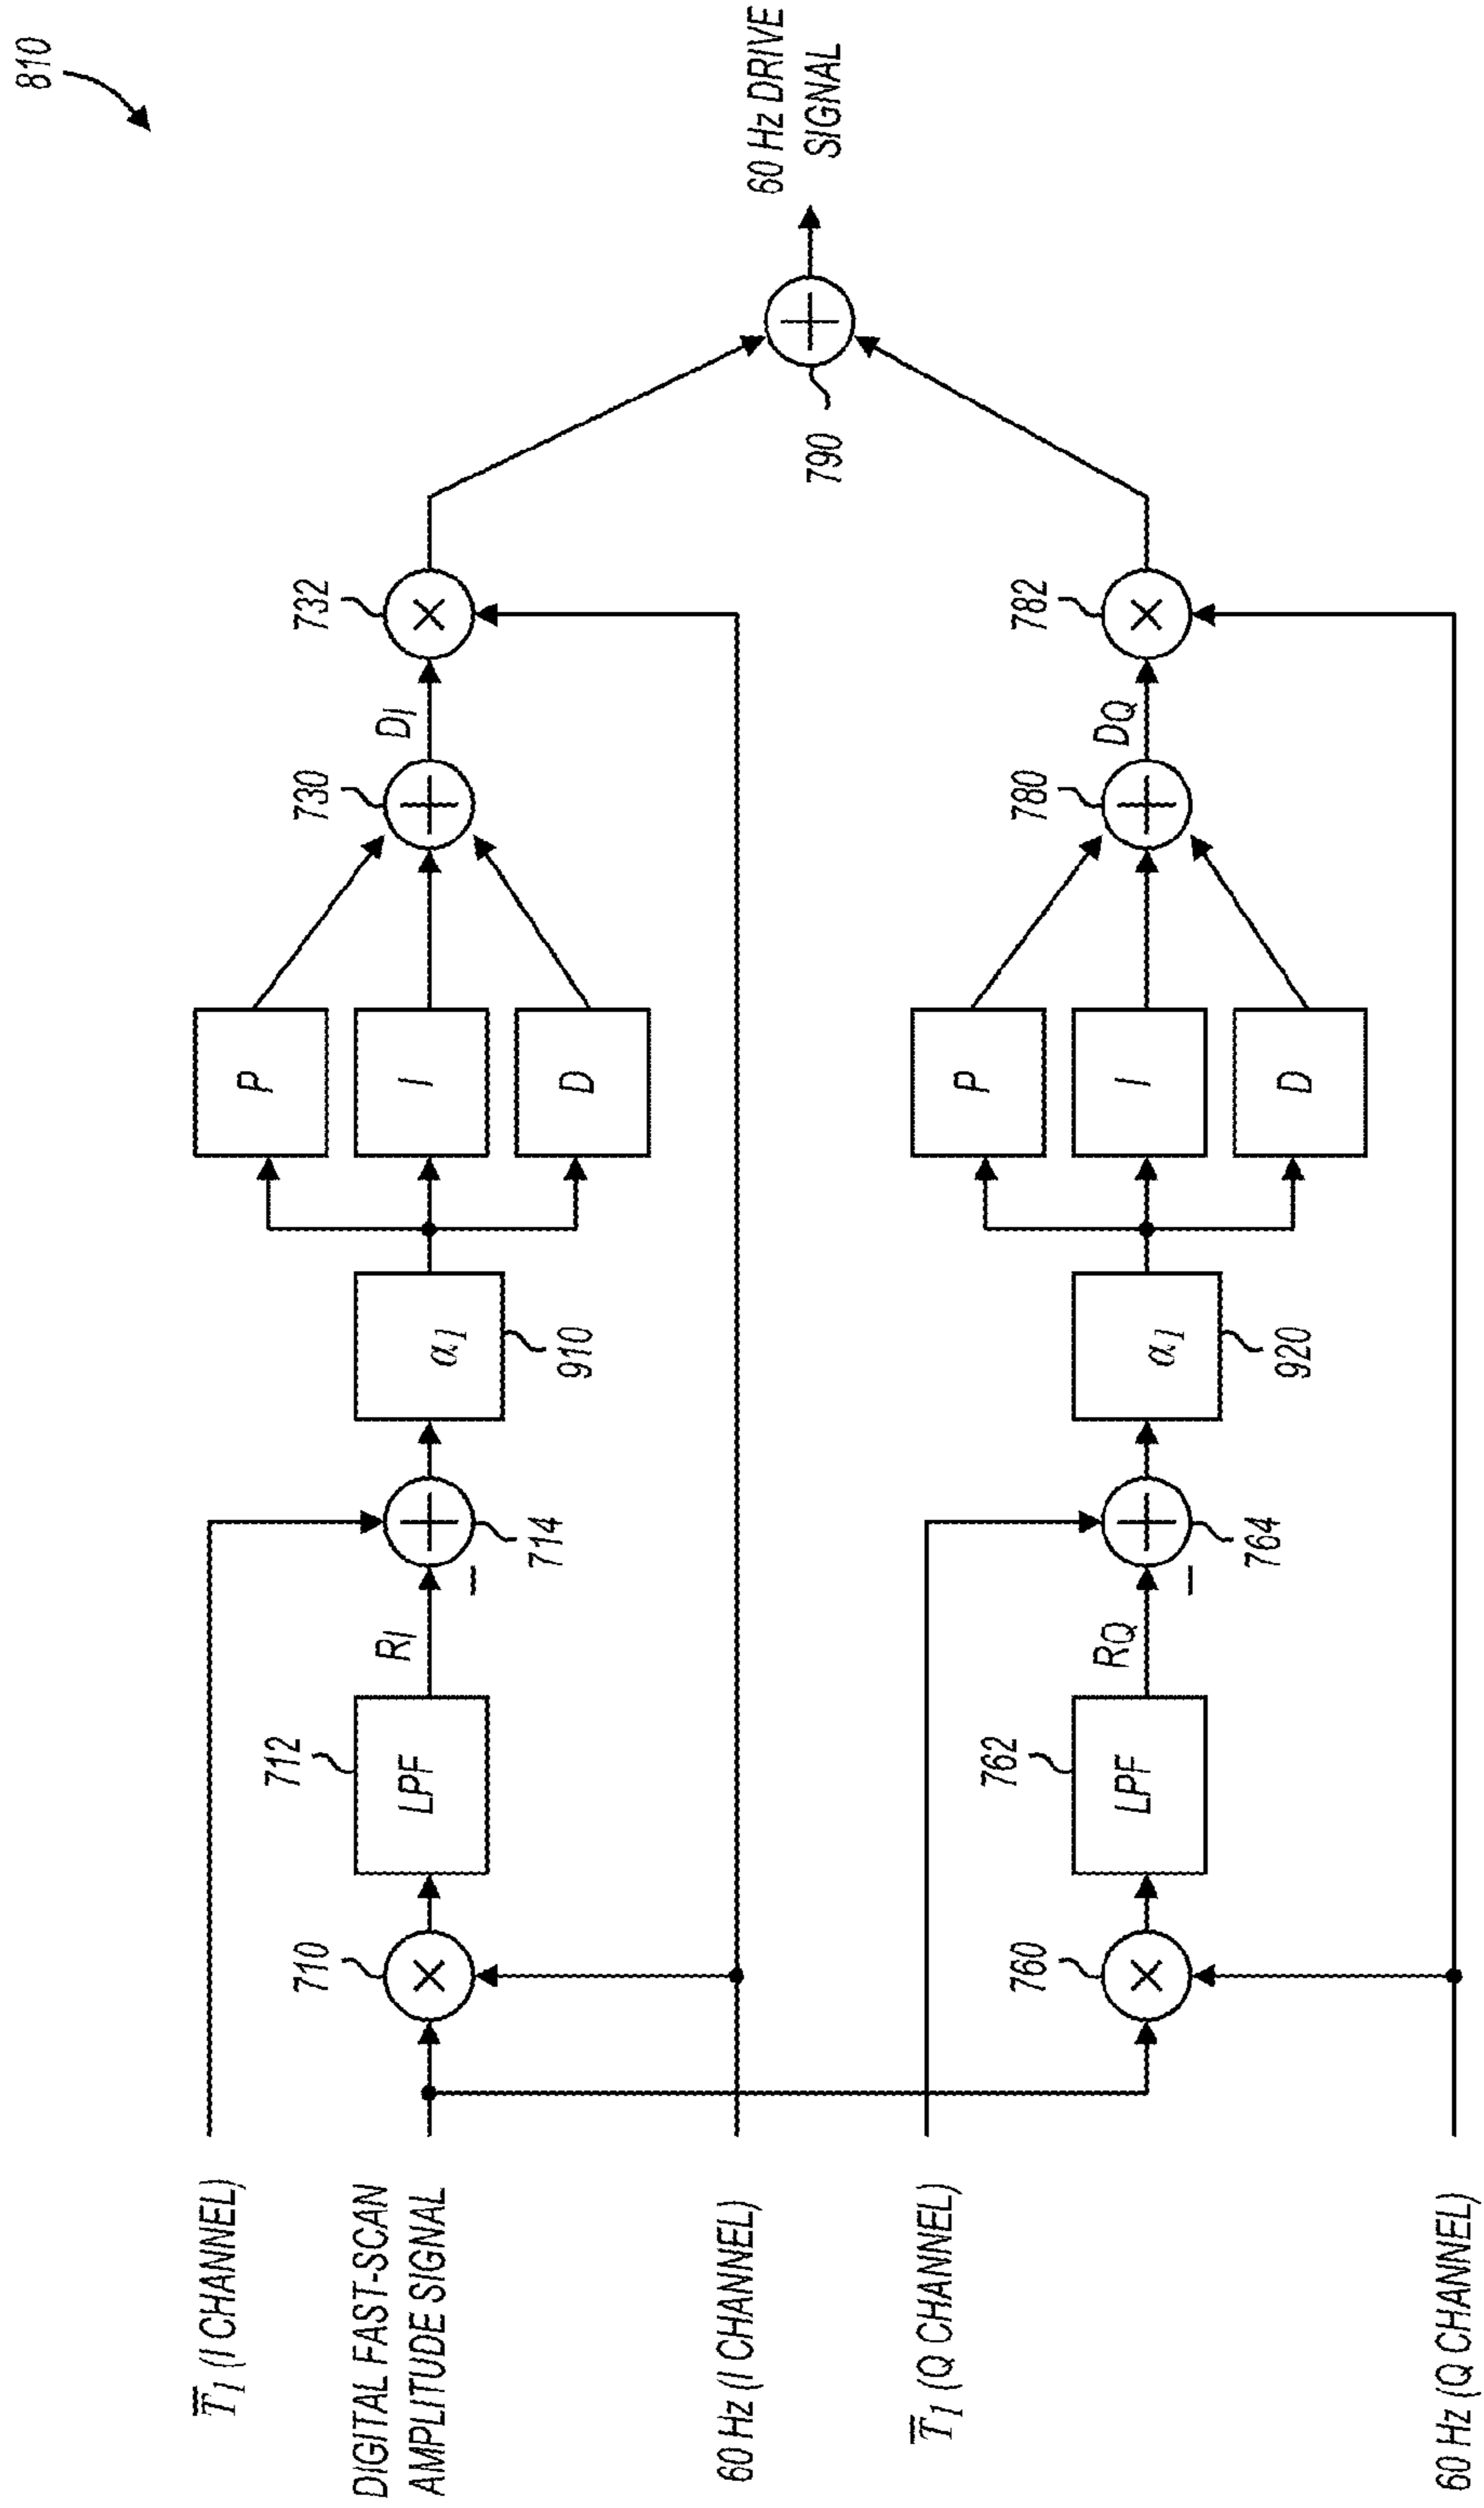 810
T̅1 (I CHANNEL)
DIGITAL FAST-SCAN
AMPLITUDE SIGNAL
60 Hz (I CHANNEL)
T̅1 (Q CHANNEL)
60 Hz (Q CHANNEL)
710
712
LPF
RI
714
−
α1
910
P
I
D
730
DI
732
760
762
LPF
RQ
764
−
α1
920
P
I
D
780
DQ
782
790
60 Hz DRIVE
SIGNAL